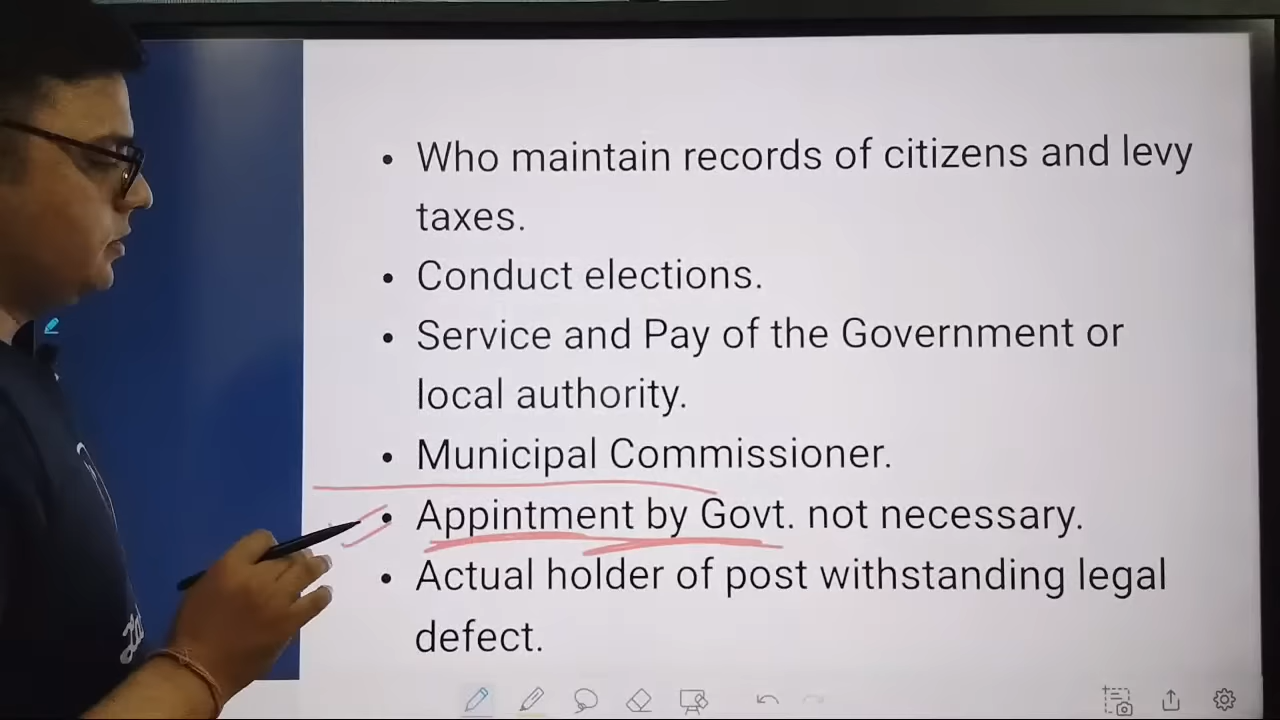 • Who maintain records of citizens and levy
taxes.
• Conduct elections.
• Service and Pay of the Government or
local authority.
• Municipal Commissioner.
• Appintment by Govt. not necessary.
• Actual holder of post withstanding legal
defect.